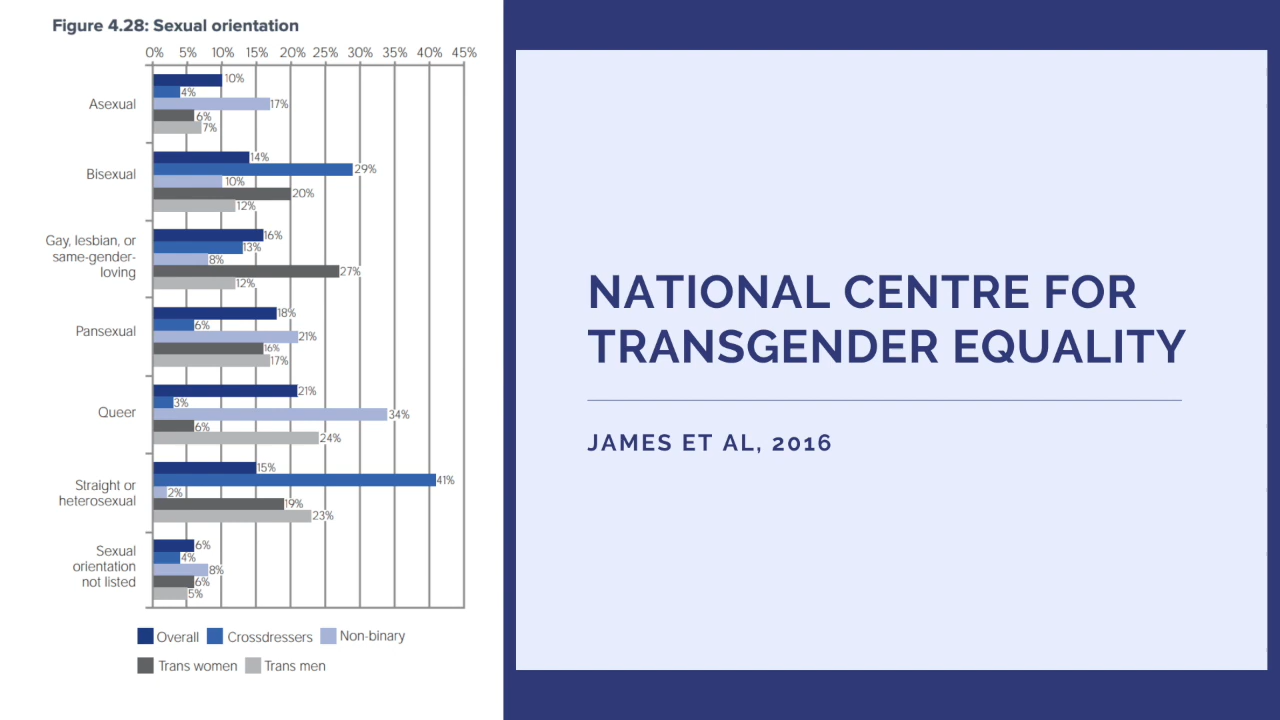 Figure 4.28: Sexual orientation
0% 5% 10% 15% 20% 25% 30% 35% 40% 45%
Asexual
10%
4%
17%
6%
7%
Bisexual
14%
29%
10%
20%
12%
Gay, lesbian, or
same-gender-
loving
16%
13%
8%
27%
12%
Pansexual
18%
6%
21%
16%
17%
Queer
21%
3%
34%
6%
24%
Straight or
heterosexual
15%
41%
2%
19%
23%
Sexual
orientation
not listed
6%
4%
8%
6%
5%
Overall Crossdressers Non-binary
Trans women Trans men
NATIONAL CENTRE FOR
TRANSGENDER EQUALITY
JAMES ET AL, 2016